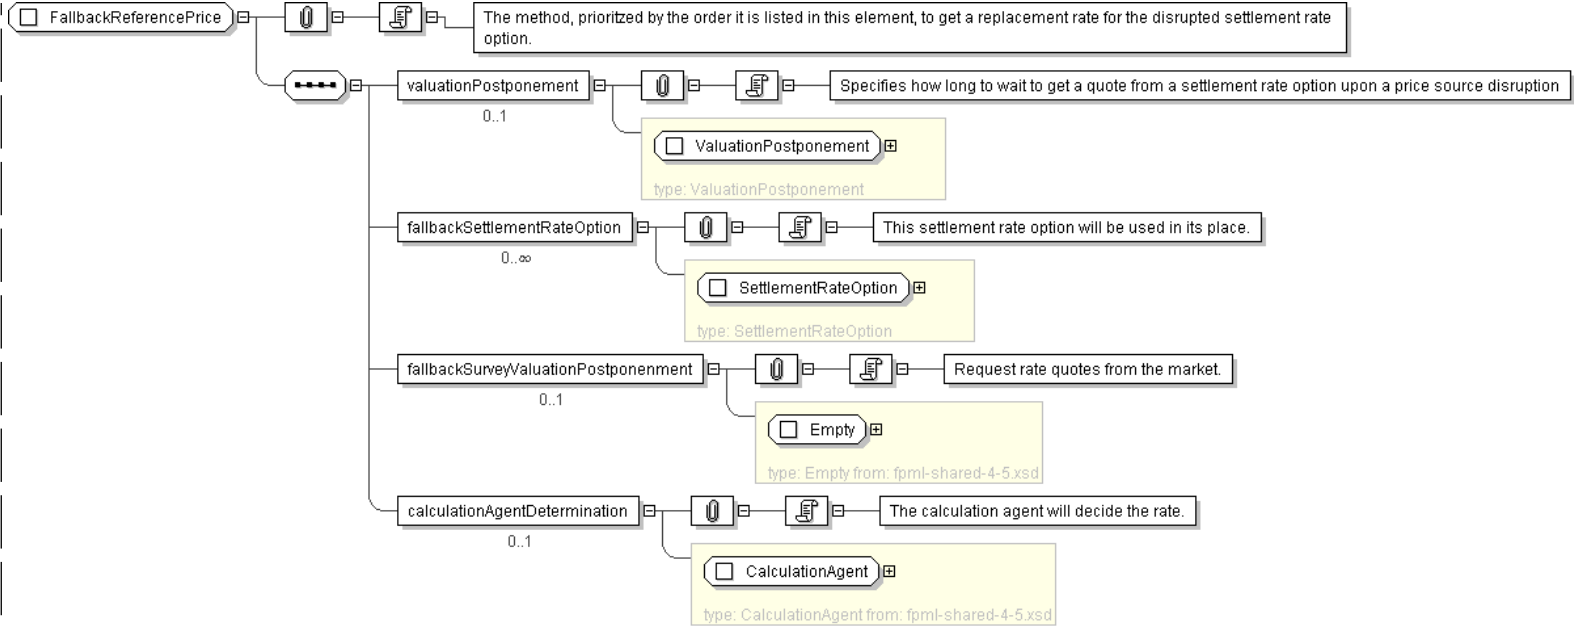 FallbackReferencePrice
The method, prioritzed by the order it is listed in this element, to get a replacement rate for the disrupted settlement rate
option.
valuationPostponement
Specifies how long to wait to get a quote from a settlement rate option upon a price source disruption
0..1
ValuationPostponement
type: ValuationPostponement
fallbackSettlementRateOption
This settlement rate option will be used in its place.
0..∞
SettlementRateOption
type: SettlementRateOption
fallbackSurveyValuationPostponenment
Request rate quotes from the market.
0..1
Empty
type: Empty from: fpml-shared-4-5.xsd
calculationAgentDetermination
The calculation agent will decide the rate.
0..1
CalculationAgent
type: CalculationAgent from: fpml-shared-4-5.xsd